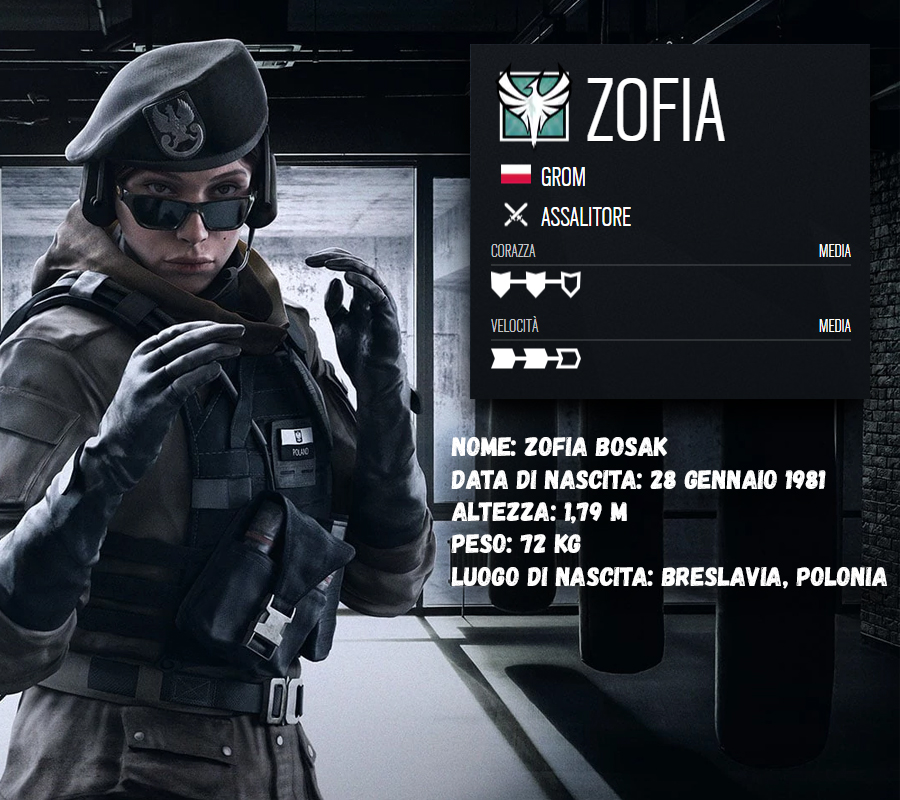 ZOFIA
GROM
ASSALITORE
CORAZZA MEDIA
VELOCITÀ MEDIA
POLAND
NOME: ZOFIA BOSAK
DATA DI NASCITA: 28 GENNAIO 1981
ALTEZZA: 1,79 M
PESO: 72 KG
LUOGO DI NASCITA: BRESLAVIA, POLONIA